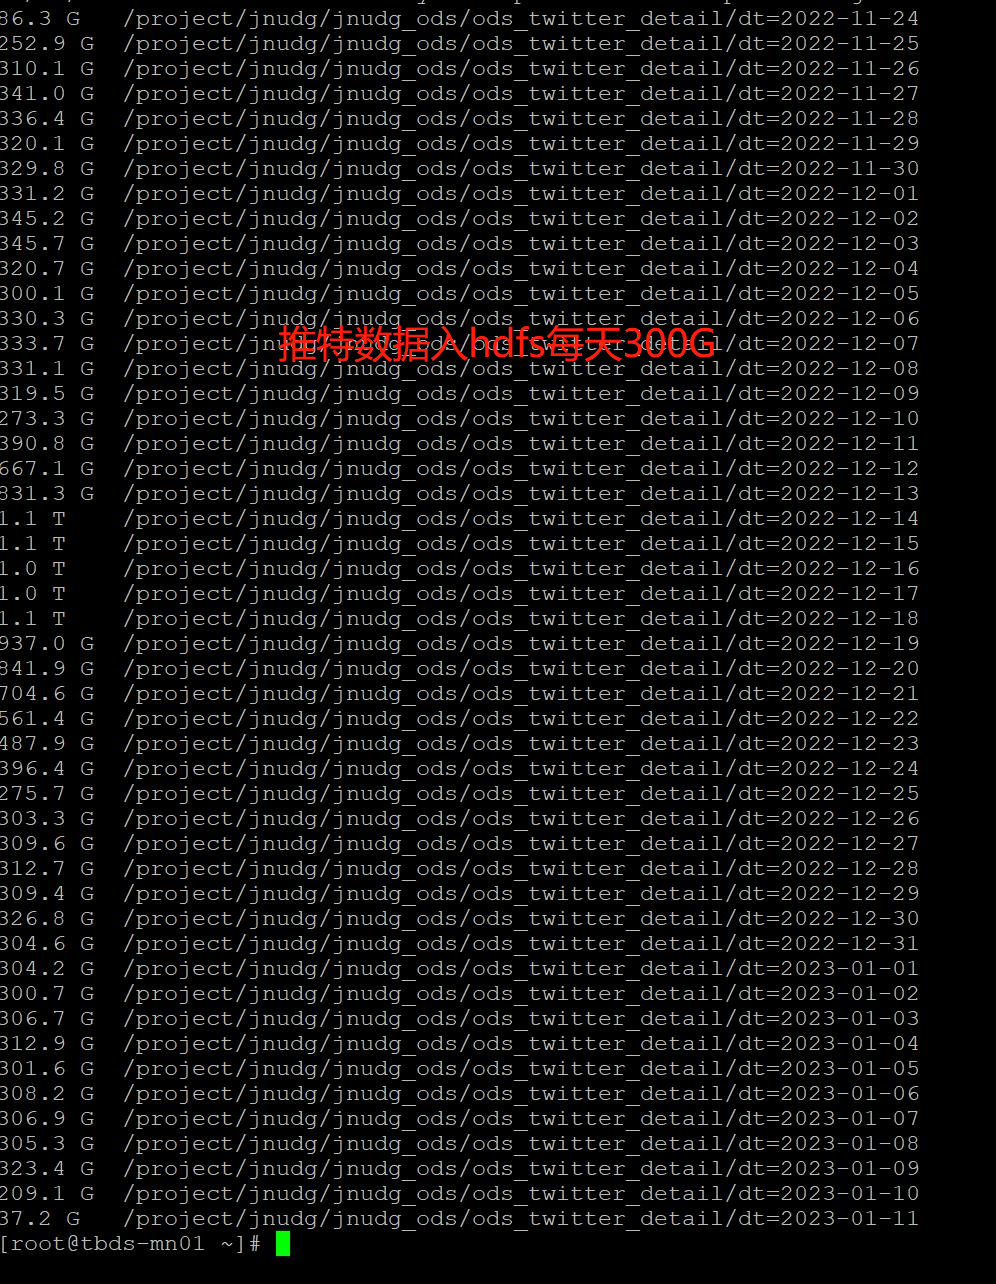 86.3 G   /project/jnudg/jnudg_ods/ods_twitter_detail/dt=2022-11-24
252.9 G  /project/jnudg/jnudg_ods/ods_twitter_detail/dt=2022-11-25
310.1 G  /project/jnudg/jnudg_ods/ods_twitter_detail/dt=2022-11-26
341.0 G  /project/jnudg/jnudg_ods/ods_twitter_detail/dt=2022-11-27
336.4 G  /project/jnudg/jnudg_ods/ods_twitter_detail/dt=2022-11-28
320.1 G  /project/jnudg/jnudg_ods/ods_twitter_detail/dt=2022-11-29
329.8 G  /project/jnudg/jnudg_ods/ods_twitter_detail/dt=2022-11-30
331.2 G  /project/jnudg/jnudg_ods/ods_twitter_detail/dt=2022-12-01
345.2 G  /project/jnudg/jnudg_ods/ods_twitter_detail/dt=2022-12-02
345.7 G  /project/jnudg/jnudg_ods/ods_twitter_detail/dt=2022-12-03
320.7 G  /project/jnudg/jnudg_ods/ods_twitter_detail/dt=2022-12-04
300.1 G  /project/jnudg/jnudg_ods/ods_twitter_detail/dt=2022-12-05
330.3 G  /project/jnudg/jnudg_ods/ods_twitter_detail/dt=2022-12-06
推特数据入hdfs每天300G
333.7 G  /project/jnudg/jnudg_ods/ods_twitter_detail/dt=2022-12-07
331.1 G  /project/jnudg/jnudg_ods/ods_twitter_detail/dt=2022-12-08
319.5 G  /project/jnudg/jnudg_ods/ods_twitter_detail/dt=2022-12-09
273.3 G  /project/jnudg/jnudg_ods/ods_twitter_detail/dt=2022-12-10
390.8 G  /project/jnudg/jnudg_ods/ods_twitter_detail/dt=2022-12-11
667.1 G  /project/jnudg/jnudg_ods/ods_twitter_detail/dt=2022-12-12
831.3 G  /project/jnudg/jnudg_ods/ods_twitter_detail/dt=2022-12-13
1.1 T    /project/jnudg/jnudg_ods/ods_twitter_detail/dt=2022-12-14
1.1 T    /project/jnudg/jnudg_ods/ods_twitter_detail/dt=2022-12-15
1.0 T    /project/jnudg/jnudg_ods/ods_twitter_detail/dt=2022-12-16
1.0 T    /project/jnudg/jnudg_ods/ods_twitter_detail/dt=2022-12-17
1.1 T    /project/jnudg/jnudg_ods/ods_twitter_detail/dt=2022-12-18
937.0 G  /project/jnudg/jnudg_ods/ods_twitter_detail/dt=2022-12-19
841.9 G  /project/jnudg/jnudg_ods/ods_twitter_detail/dt=2022-12-20
704.6 G  /project/jnudg/jnudg_ods/ods_twitter_detail/dt=2022-12-21
561.4 G  /project/jnudg/jnudg_ods/ods_twitter_detail/dt=2022-12-22
487.9 G  /project/jnudg/jnudg_ods/ods_twitter_detail/dt=2022-12-23
396.4 G  /project/jnudg/jnudg_ods/ods_twitter_detail/dt=2022-12-24
275.7 G  /project/jnudg/jnudg_ods/ods_twitter_detail/dt=2022-12-25
303.3 G  /project/jnudg/jnudg_ods/ods_twitter_detail/dt=2022-12-26
309.6 G  /project/jnudg/jnudg_ods/ods_twitter_detail/dt=2022-12-27
312.7 G  /project/jnudg/jnudg_ods/ods_twitter_detail/dt=2022-12-28
309.4 G  /project/jnudg/jnudg_ods/ods_twitter_detail/dt=2022-12-29
326.8 G  /project/jnudg/jnudg_ods/ods_twitter_detail/dt=2022-12-30
304.6 G  /project/jnudg/jnudg_ods/ods_twitter_detail/dt=2022-12-31
304.2 G  /project/jnudg/jnudg_ods/ods_twitter_detail/dt=2023-01-01
300.7 G  /project/jnudg/jnudg_ods/ods_twitter_detail/dt=2023-01-02
306.7 G  /project/jnudg/jnudg_ods/ods_twitter_detail/dt=2023-01-03
312.9 G  /project/jnudg/jnudg_ods/ods_twitter_detail/dt=2023-01-04
301.6 G  /project/jnudg/jnudg_ods/ods_twitter_detail/dt=2023-01-05
308.2 G  /project/jnudg/jnudg_ods/ods_twitter_detail/dt=2023-01-06
306.9 G  /project/jnudg/jnudg_ods/ods_twitter_detail/dt=2023-01-07
305.3 G  /project/jnudg/jnudg_ods/ods_twitter_detail/dt=2023-01-08
323.4 G  /project/jnudg/jnudg_ods/ods_twitter_detail/dt=2023-01-09
209.1 G  /project/jnudg/jnudg_ods/ods_twitter_detail/dt=2023-01-10
37.2 G   /project/jnudg/jnudg_ods/ods_twitter_detail/dt=2023-01-11
[root@tbds-mn01 ~]#